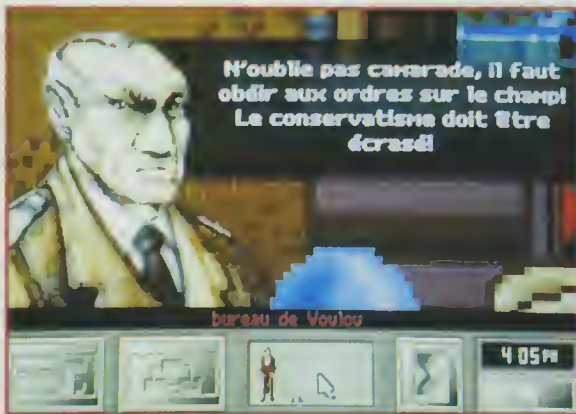 N'oublie pas camarade, il faut
obéir aux ordres sur le champ!
Le conservatisme doit être
écrasé!
bureau de Voulou
4 05 PM